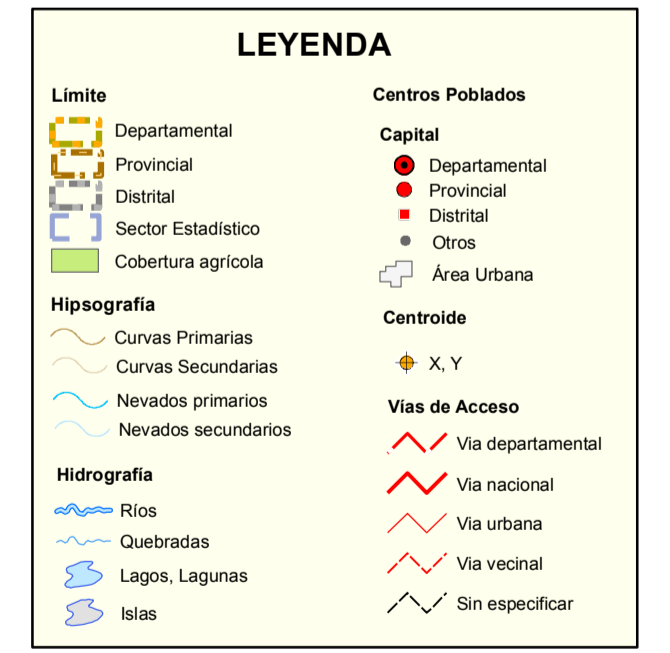 LEYENDA
Límite
Departamental
Provincial
Distrital
Sector Estadístico
Cobertura agrícola
Hipsografía
Curvas Primarias
Curvas Secundarias
Nevados primarios
Nevados secundarios
Hidrografía
Ríos
Quebradas
Lagos, Lagunas
Islas
Centros Poblados
Capital
Departamental
Provincial
Distrital
Otros
Área Urbana
Centroide
X, Y
Vías de Acceso
Via departamental
Via nacional
Via urbana
Via vecinal
Sin especificar